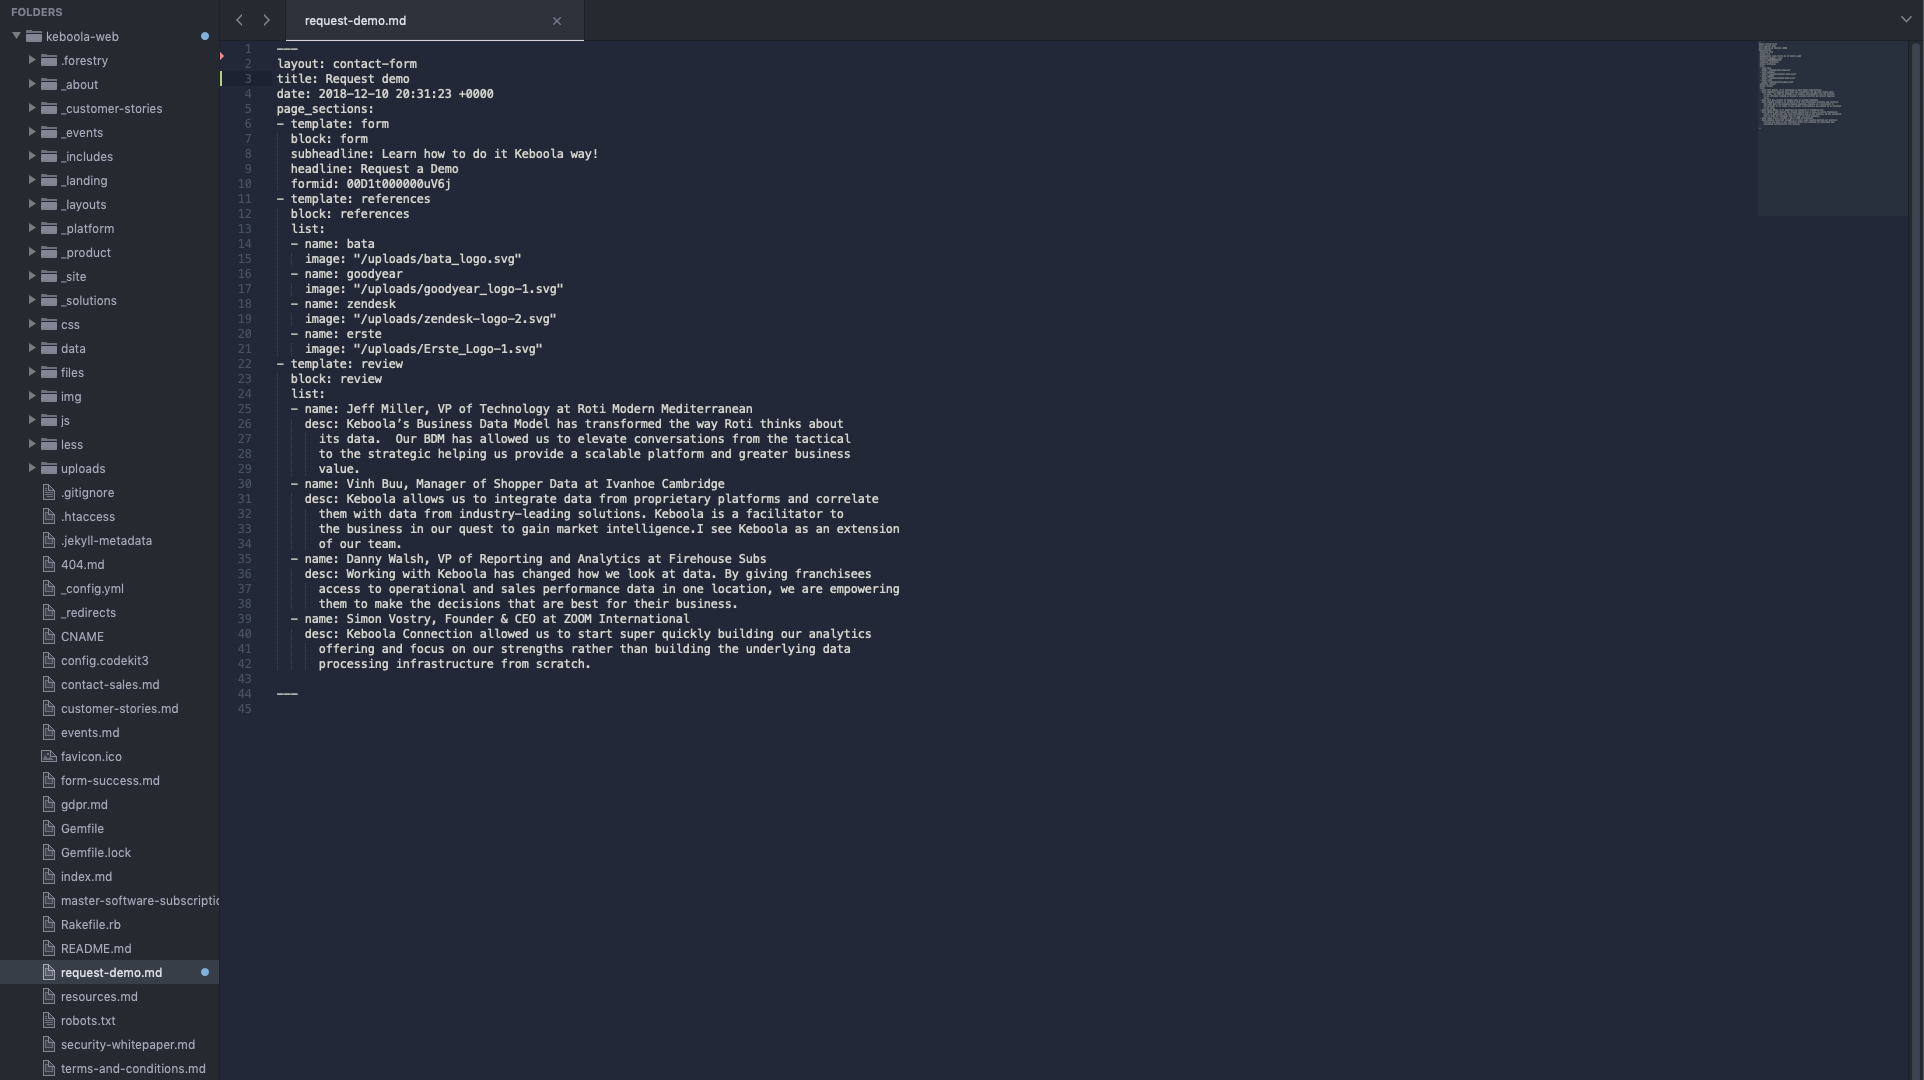 FOLDERS
keboola-web
.forestry
_about
_customer-stories
_events
_includes
_landing
_layouts
_platform
_product
_site
_solutions
css
data
files
img
js
less
uploads
.gitignore
.htaccess
.jekyll-metadata
404.md
_config.yml
_redirects
CNAME
config.codekit3
contact-sales.md
customer-stories.md
events.md
favicon.ico
form-success.md
gdpr.md
Gemfile
Gemfile.lock
index.md
master-software-subscriptio
Rakefile.rb
README.md
request-demo.md
resources.md
robots.txt
security-whitepaper.md
terms-and-conditions.md
request-demo.md
1 ---
2 layout: contact-form
3 title: Request demo
4 date: 2018-12-10 20:31:23 +0000
5 page_sections:
6 - template: form
7 block: form
8 subheadline: Learn how to do it Keboola way!
9 headline: Request a Demo
10 formid: 00D1t000000uV6j
11 - template: references
12 block: references
13 list:
14 - name: bata
15 image: "/uploads/bata_logo.svg"
16 - name: goodyear
17 image: "/uploads/goodyear_logo-1.svg"
18 - name: zendesk
19 image: "/uploads/zendesk-logo-2.svg"
20 - name: erste
21 image: "/uploads/Erste_Logo-1.svg"
22 - template: review
23 block: review
24 list:
25 - name: Jeff Miller, VP of Technology at Roti Modern Mediterranean
26 desc: Keboola's Business Data Model has transformed the way Roti thinks about
27 its data.  Our BDM has allowed us to elevate conversations from the tactical
28 to the strategic helping us provide a scalable platform and greater business
29 value.
30 - name: Vinh Buu, Manager of Shopper Data at Ivanhoe Cambridge
31 desc: Keboola allows us to integrate data from proprietary platforms and correlate
32 them with data from industry-leading solutions. Keboola is a facilitator to
33 the business in our quest to gain market intelligence.I see Keboola as an extension
34 of our team.
35 - name: Danny Walsh, VP of Reporting and Analytics at Firehouse Subs
36 desc: Working with Keboola has changed how we look at data. By giving franchisees
37 access to operational and sales performance data in one location, we are empowering
38 them to make the decisions that are best for their business.
39 - name: Simon Vostry, Founder & CEO at ZOOM International
40 desc: Keboola Connection allowed us to start super quickly building our analytics
41 offering and focus on our strengths rather than building the underlying data
42 processing infrastructure from scratch.
43
44 ---
45